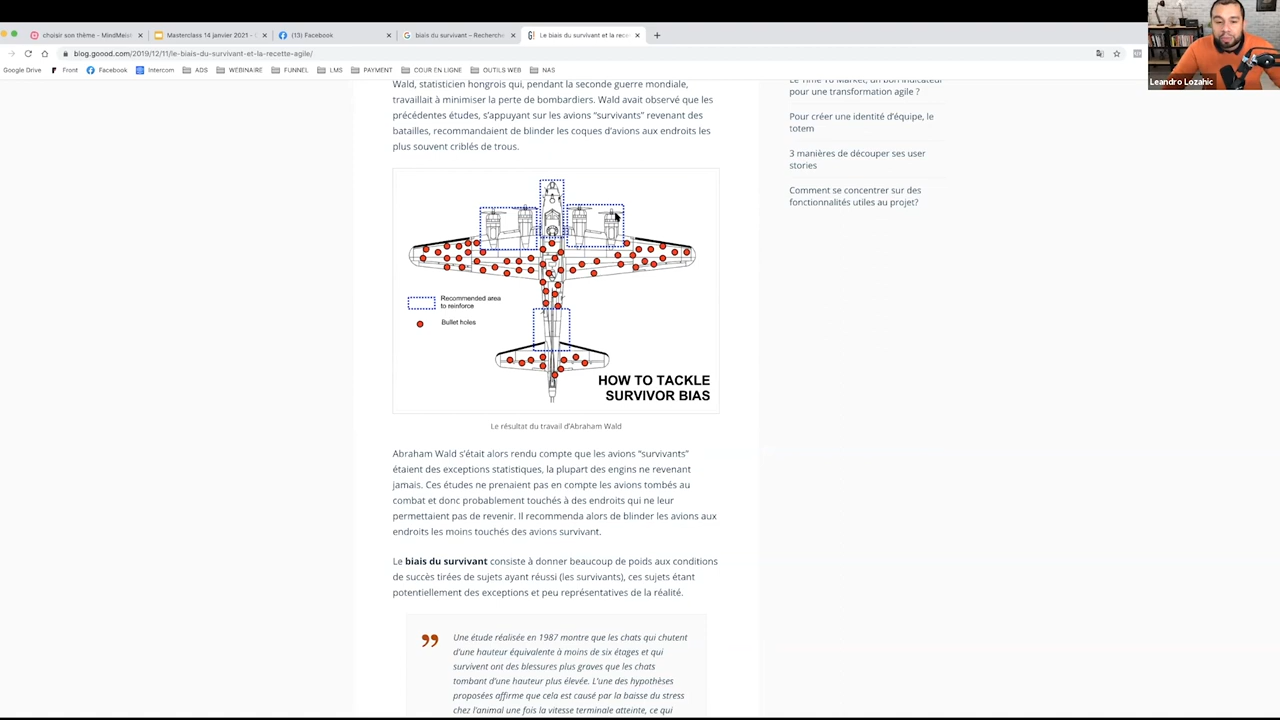 choisir son thème - MindMeis
Masterclass 14 janvier 2021 -
(13) Facebook
biais du survivant – Recherche
Le biais du survivant et la rece
blog.goood.com/2019/12/11/le-biais-du-survivant-et-la-recette-agile/
Google Drive
Front
Facebook
Intercom
ADS
WEBINAIRE
FUNNEL
LMS
PAYMENT
COUR EN LIGNE
OUTILS WEB
NAS
Leandro Lozahic
Wald, statisticien hongrois qui, pendant la seconde guerre mondiale,
travaillait à minimiser la perte de bombardiers. Wald avait observé que les
précédentes études, s'appuyant sur les avions “survivants” revenant des
batailles, recommandaient de blinder les coques d'avions aux endroits les
plus souvent criblés de trous.
Recommended area
to reinforce
Bullet holes
HOW TO TACKLE
SURVIVOR BIAS
Le résultat du travail d'Abraham Wald
Abraham Wald s'était alors rendu compte que les avions “survivants”
étaient des exceptions statistiques, la plupart des engins ne revenant
jamais. Ces études ne prenaient pas en compte les avions tombés au
combat et donc probablement touchés à des endroits qui ne leur
permettaient pas de revenir. Il recommenda alors de blinder les avions aux
endroits les moins touchés des avions survivant.
Le biais du survivant consiste à donner beaucoup de poids aux conditions
de succès tirées de sujets ayant réussi (les survivants), ces sujets étant
potentiellement des exceptions et peu représentatives de la réalité.
Une étude réalisée en 1987 montre que les chats qui chutent
d'une hauteur équivalente à moins de six étages et qui
survivent ont des blessures plus graves que les chats
tombant d'une hauteur plus élevée. L'une des hypothèses
proposées affirme que cela est causé par la baisse du stress
chez l'animal une fois la vitesse terminale atteinte, ce qui
Le Time To Market, un bon indicateur
pour une transformation agile ?
Pour créer une identité d'équipe, le
totem
3 manières de découper ses user
stories
Comment se concentrer sur des
fonctionnalités utiles au projet?